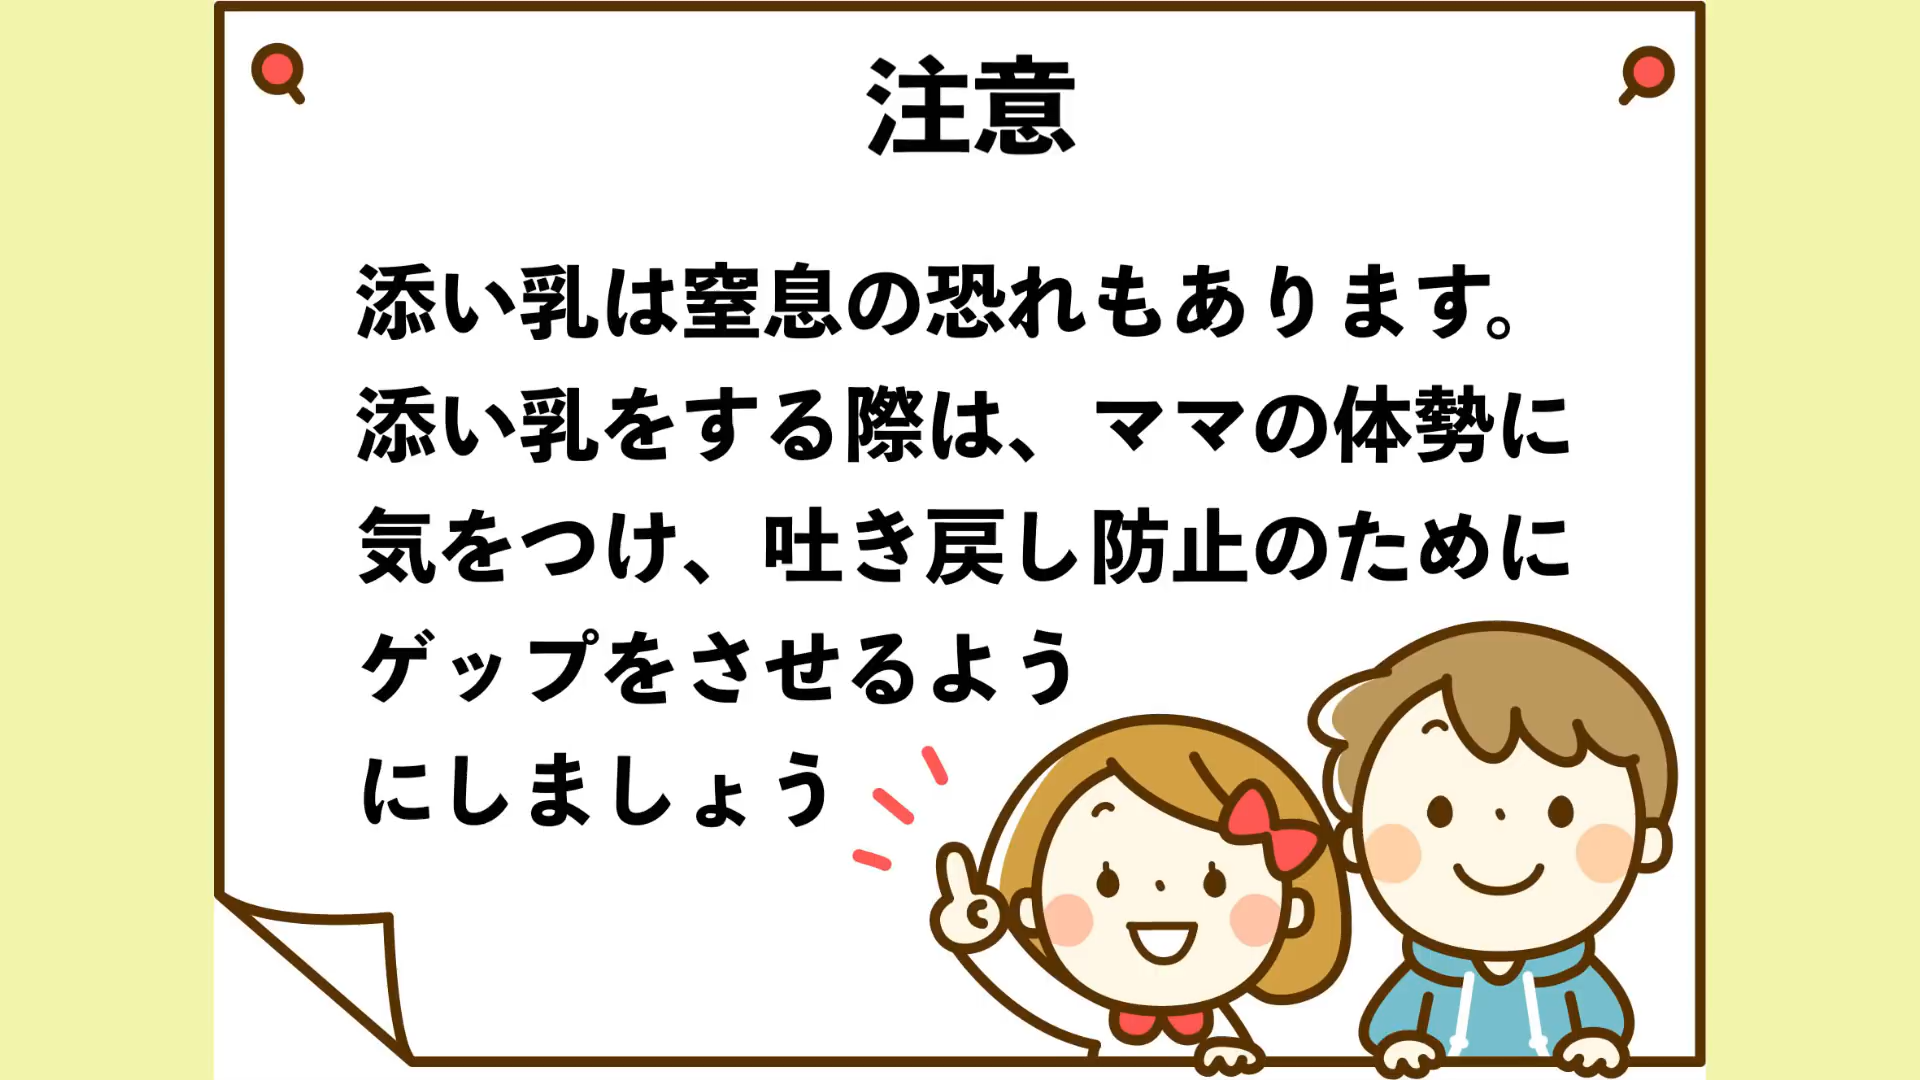 注意
添い乳は窒息の恐れもあります。
添い乳をする際は、ママの体勢に
気をつけ、吐き戻し防止のために
ゲップをさせるよう
にしましょう